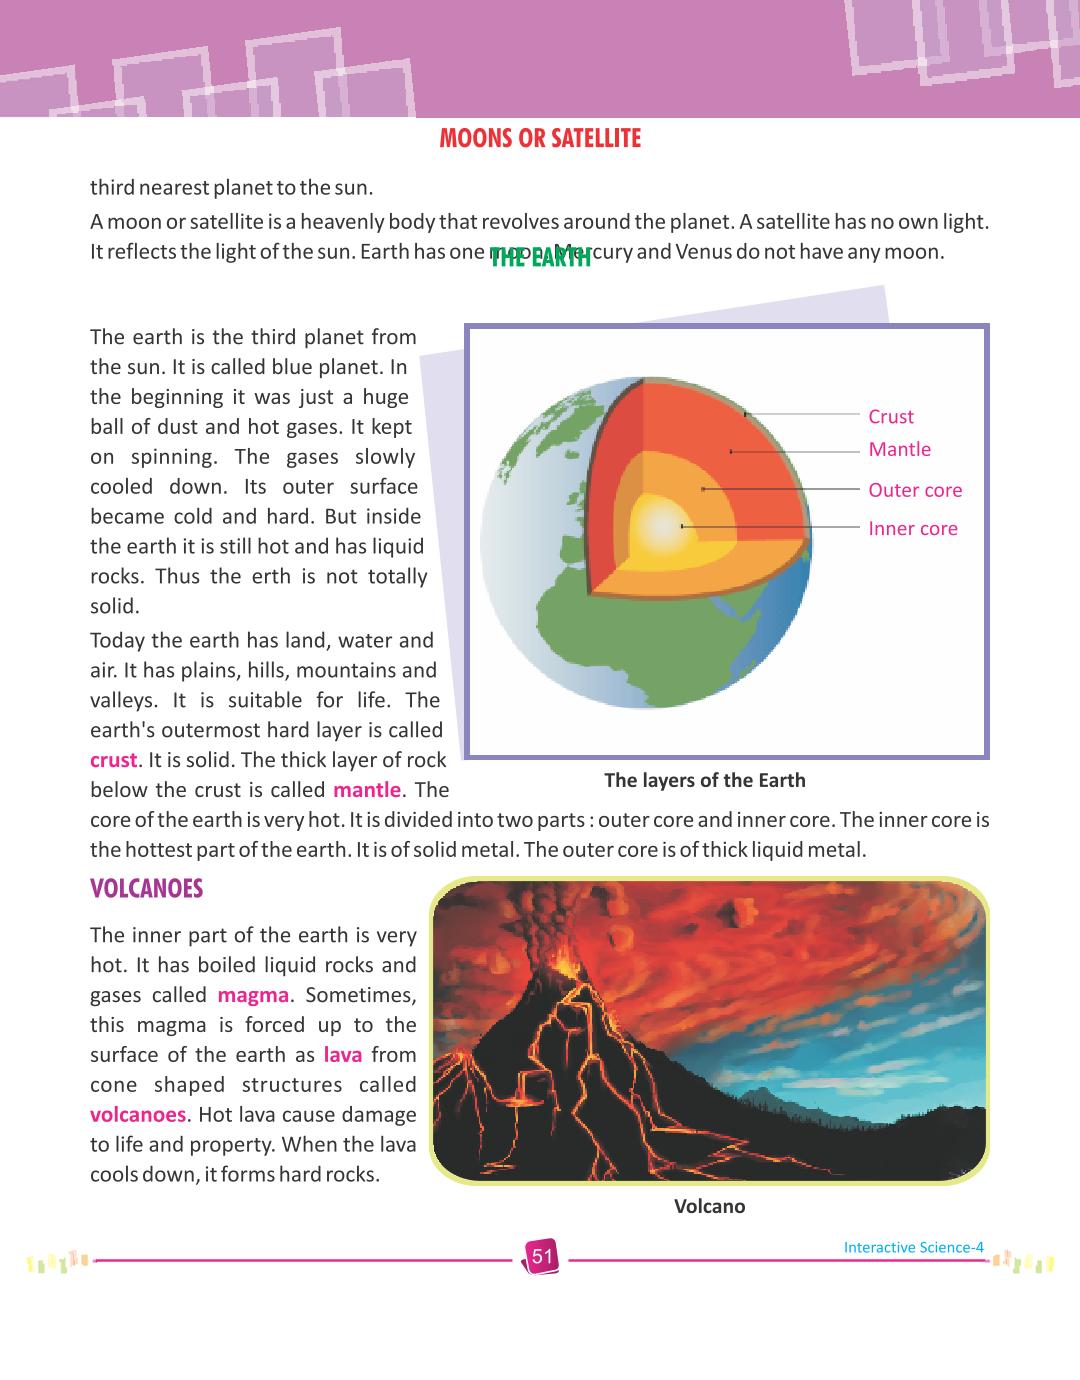 MOONS OR SATELLITE
third nearest planet to the sun.
A moon or satellite is a heavenly body that revolves around the planet. A satellite has no own light.
It reflects the light of the sun. Earth has one moon. Mercury and Venus do not have any moon.
THE EARTH
The earth is the third planet from
the sun. It is called blue planet. In
the beginning it was just a huge
ball of dust and hot gases. It kept
on spinning. The gases slowly
cooled down. Its outer surface
became cold and hard. But inside
the earth it is still hot and has liquid
rocks. Thus the erth is not totally
solid.
Today the earth has land, water and
air. It has plains, hills, mountains and
valleys. It is suitable for life. The
earth's outermost hard layer is called
crust. It is solid. The thick layer of rock
below the crust is called mantle. The
core of the earth is very hot. It is divided into two parts : outer core and inner core. The inner core is
the hottest part of the earth. It is of solid metal. The outer core is of thick liquid metal.
Crust
Mantle
Outer core
Inner core
The layers of the Earth
VOLCANOES
The inner part of the earth is very
hot. It has boiled liquid rocks and
gases called magma. Sometimes,
this magma is forced up to the
surface of the earth as lava from
cone shaped structures called
volcanoes. Hot lava cause damage
to life and property. When the lava
cools down, it forms hard rocks.
Volcano
51
Interactive Science-4